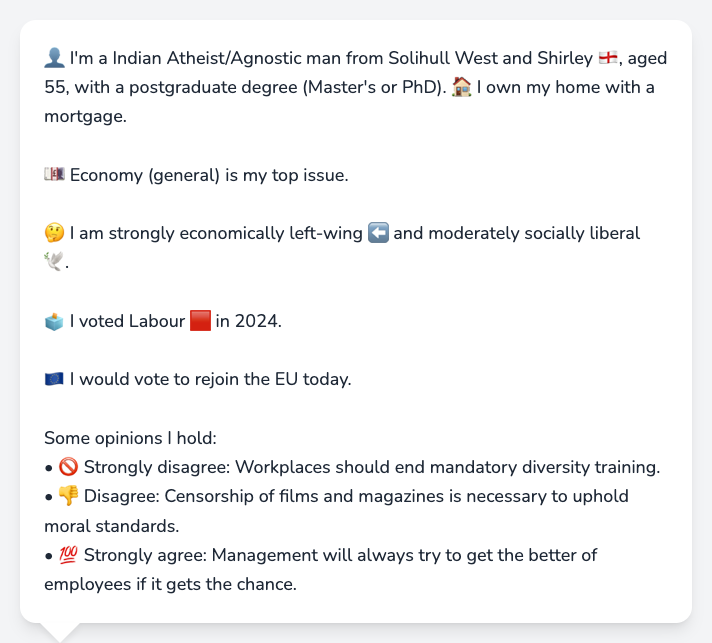 👤 I'm a Indian Atheist/Agnostic man from Solihull West and Shirley 🏴󠁧󠁢󠁥󠁮󠁧󠁿, aged
55, with a postgraduate degree (Master's or PhD). 🏠 I own my home with a
mortgage.
💷 Economy (general) is my top issue.
🤔 I am strongly economically left-wing ⬅️ and moderately socially liberal
🕊️.
🗳️ I voted Labour 🟥 in 2024.
🇪🇺 I would vote to rejoin the EU today.
Some opinions I hold:
• 🚫 Strongly disagree: Workplaces should end mandatory diversity training.
• 👎 Disagree: Censorship of films and magazines is necessary to uphold
moral standards.
• 💯 Strongly agree: Management will always try to get the better of
employees if it gets the chance.